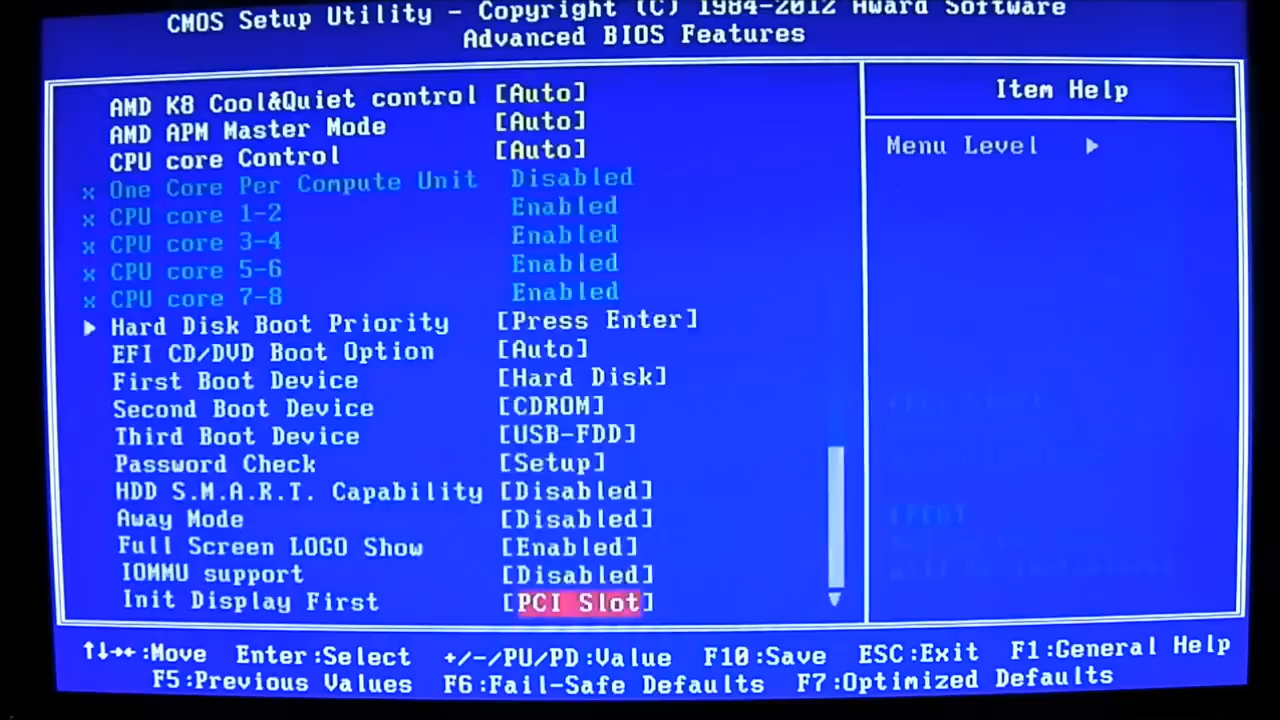 CMOS Setup Utility - Copyright (C) 1984-2012 Award Software
Advanced BIOS Features
AMD K8 Cool&Quiet control [Auto]
AMD APM Master Mode [Auto]
CPU core Control [Auto]
x One Core Per Compute Unit Disabled
x CPU core 1-2 Enabled
x CPU core 3-4 Enabled
x CPU core 5-6 Enabled
x CPU core 7-8 Enabled
▶ Hard Disk Boot Priority [Press Enter]
EFI CD/DVD Boot Option [Auto]
First Boot Device [Hard Disk]
Second Boot Device [CDROM]
Third Boot Device [USB-FDD]
Password Check [Setup]
HDD S.M.A.R.T. Capability [Disabled]
Away Mode [Disabled]
Full Screen LOGO Show [Enabled]
IOMMU support [Disabled]
Init Display First [PCI Slot]
Item Help
Menu Level ▶
↑↓→←:Move Enter:Select +/-/PU/PD:Value F10:Save ESC:Exit F1:General Help
F5:Previous Values F6:Fail-Safe Defaults F7:Optimized Defaults